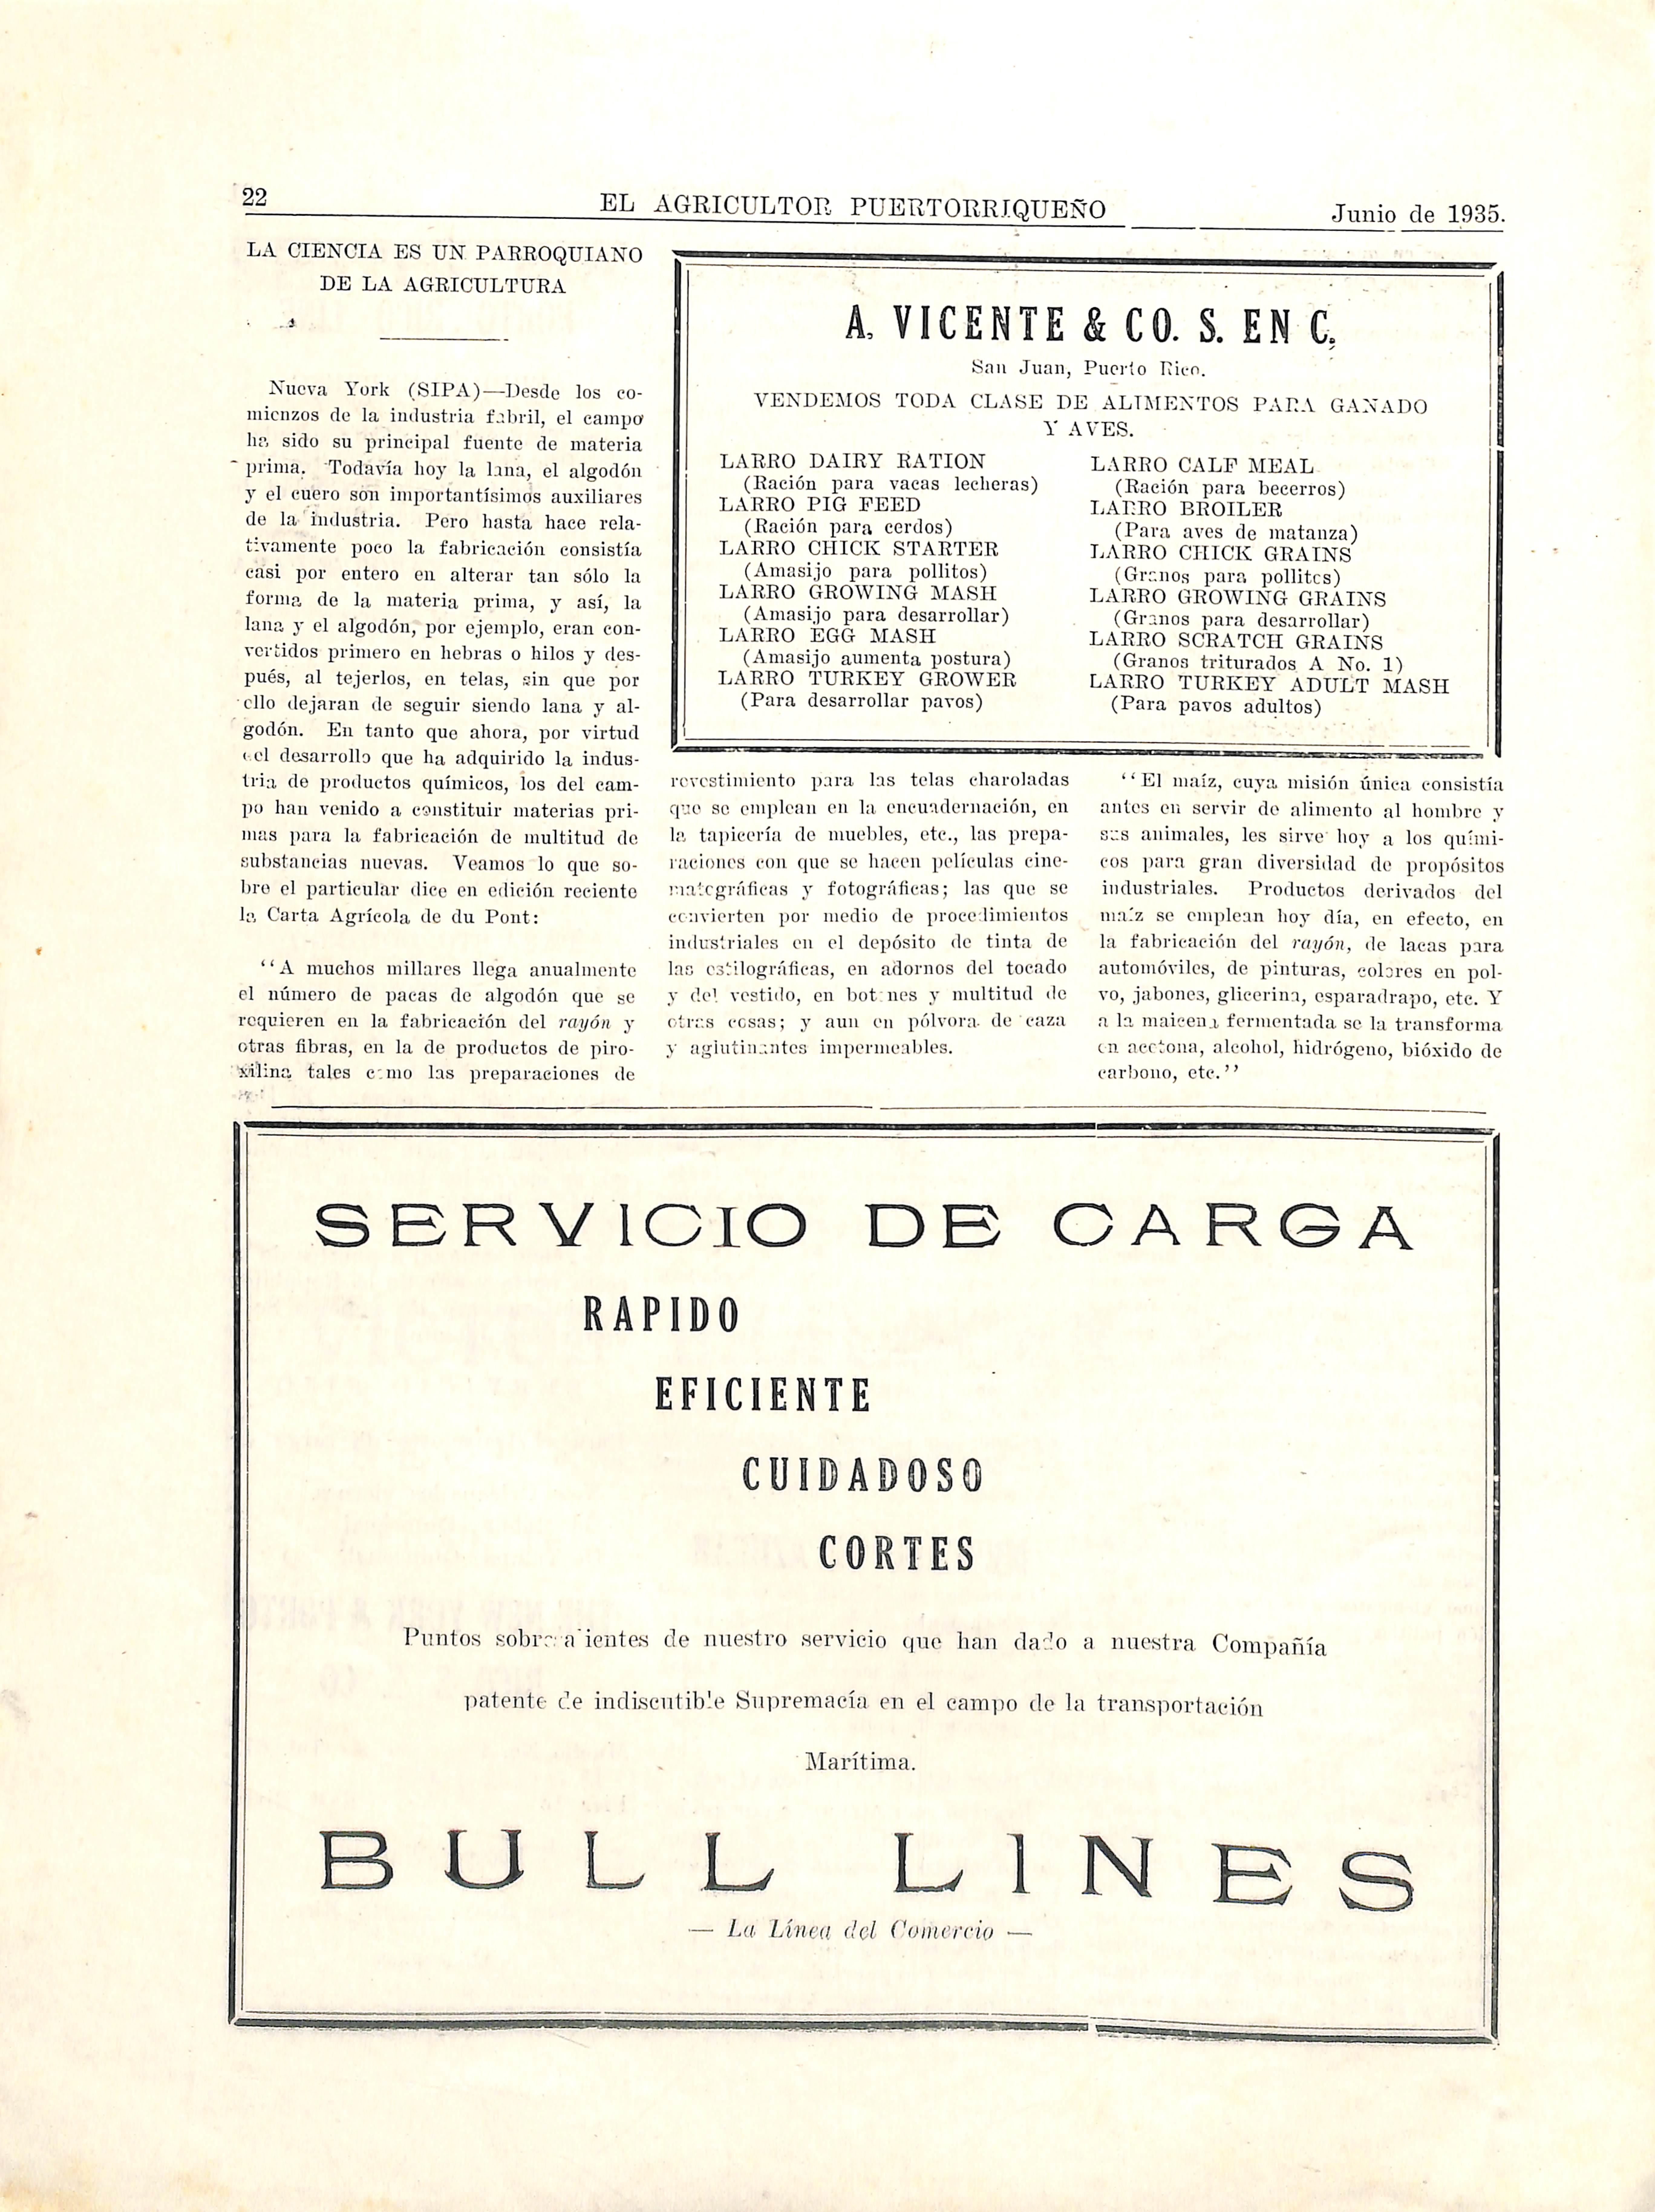 22
EL AGRICULTOR PUERTORRIQUEÑO
Junio de 1935.
LA CIENCIA ES UN PARROQUIANO
DE LA AGRICULTURA
Nueva York (SIPA)—Desde los co-
mienzos de la industria fabril, el campo
ha sido su principal fuente de materia
prima. Todavía hoy la lana, el algodón
y el cuero son importantísimos auxiliares
de la industria. Pero hasta hace rela-
tivamente poco la fabricación consistía
casi por entero en alterar tan sólo la
forma de la materia prima, y así, la
lana y el algodón, por ejemplo, eran con-
vertidos primero en hebras o hilos y des-
pués, al tejerlos, en telas, sin que por
ello dejaran de seguir siendo lana y al-
godón. En tanto que ahora, por virtud
del desarrollo que ha adquirido la indus-
tria de productos químicos, los del cam-
po han venido a constituir materias pri-
mas para la fabricación de multitud de
substancias nuevas. Veamos lo que so-
bre el particular dice en edición reciente
la Carta Agrícola de du Pont:
“A muchos millares llega anualmente
el número de pacas de algodón que se
requieren en la fabricación del rayón y
otras fibras, en la de productos de piro-
xilina tales como las preparaciones de
A. VICENTE & CO. S. EN C.
San Juan, Puerto Rico.
VENDEMOS TODA CLASE DE ALIMENTOS PARA GANADO
Y AVES.
LARRO DAIRY RATION
(Ración para vacas lecheras)
LARRO PIG FEED
(Ración para cerdos)
LARRO CHICK STARTER
(Amasijo para pollitos)
LARRO GROWING MASH
(Amasijo para desarrollar)
LARRO EGG MASH
(Amasijo aumenta postura)
LARRO TURKEY GROWER
(Para desarrollar pavos)
LARRO CALF MEAL
(Ración para becerros)
LARRO BROILER
(Para aves de matanza)
LARRO CHICK GRAINS
(Granos para pollitos)
LARRO GROWING GRAINS
(Granos para desarrollar)
LARRO SCRATCH GRAINS
(Granos triturados A No. 1)
LARRO TURKEY ADULT MASH
(Para pavos adultos)
revestimiento para las telas charoladas
que se emplean en la encuadernación, en
la tapicería de muebles, etc., las prepa-
raciones con que se hacen películas cine-
matográficas y fotográficas; las que se
convierten por medio de procedimientos
industriales en el depósito de tinta de
las estilográficas, en adornos del tocado
y del vestido, en botones y multitud de
otras cosas; y aun en pólvora de caza
y aglutinantes impermeables.
“El maíz, cuya misión única consistía
antes en servir de alimento al hombre y
sus animales, les sirve hoy a los quími-
cos para gran diversidad de propósitos
industriales. Productos derivados del
maíz se emplean hoy día, en efecto, en
la fabricación del rayón, de lacas para
automóviles, de pinturas, colores en pol-
vo, jabones, glicerina, esparadrapo, etc. Y
a la maicena fermentada se la transforma
en acetona, alcohol, hidrógeno, bióxido de
carbono, etc.”
SERVICIO DE CARGA
RAPIDO
EFICIENTE
CUIDADOSO
CORTES
Puntos sobresalientes de nuestro servicio que han dado a nuestra Compañía
patente de indiscutible Supremacía en el campo de la transportación
Marítima.
BULL LINES
— La Línea del Comercio —